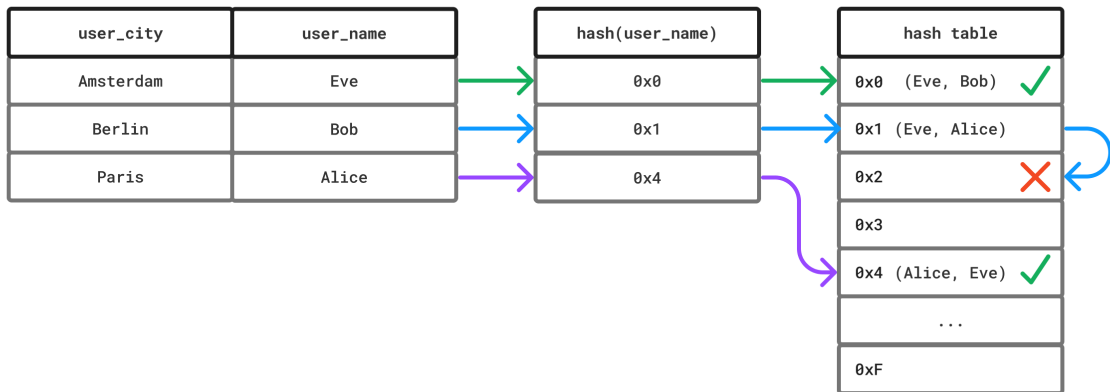 user_city user_name hash(user_name) hash table
Amsterdam Eve 0x0 0x0 (Eve, Bob)
Berlin Bob 0x1 0x1 (Eve, Alice)
Paris Alice 0x4 0x2
0x3
0x4 (Alice, Eve)
...
0xF